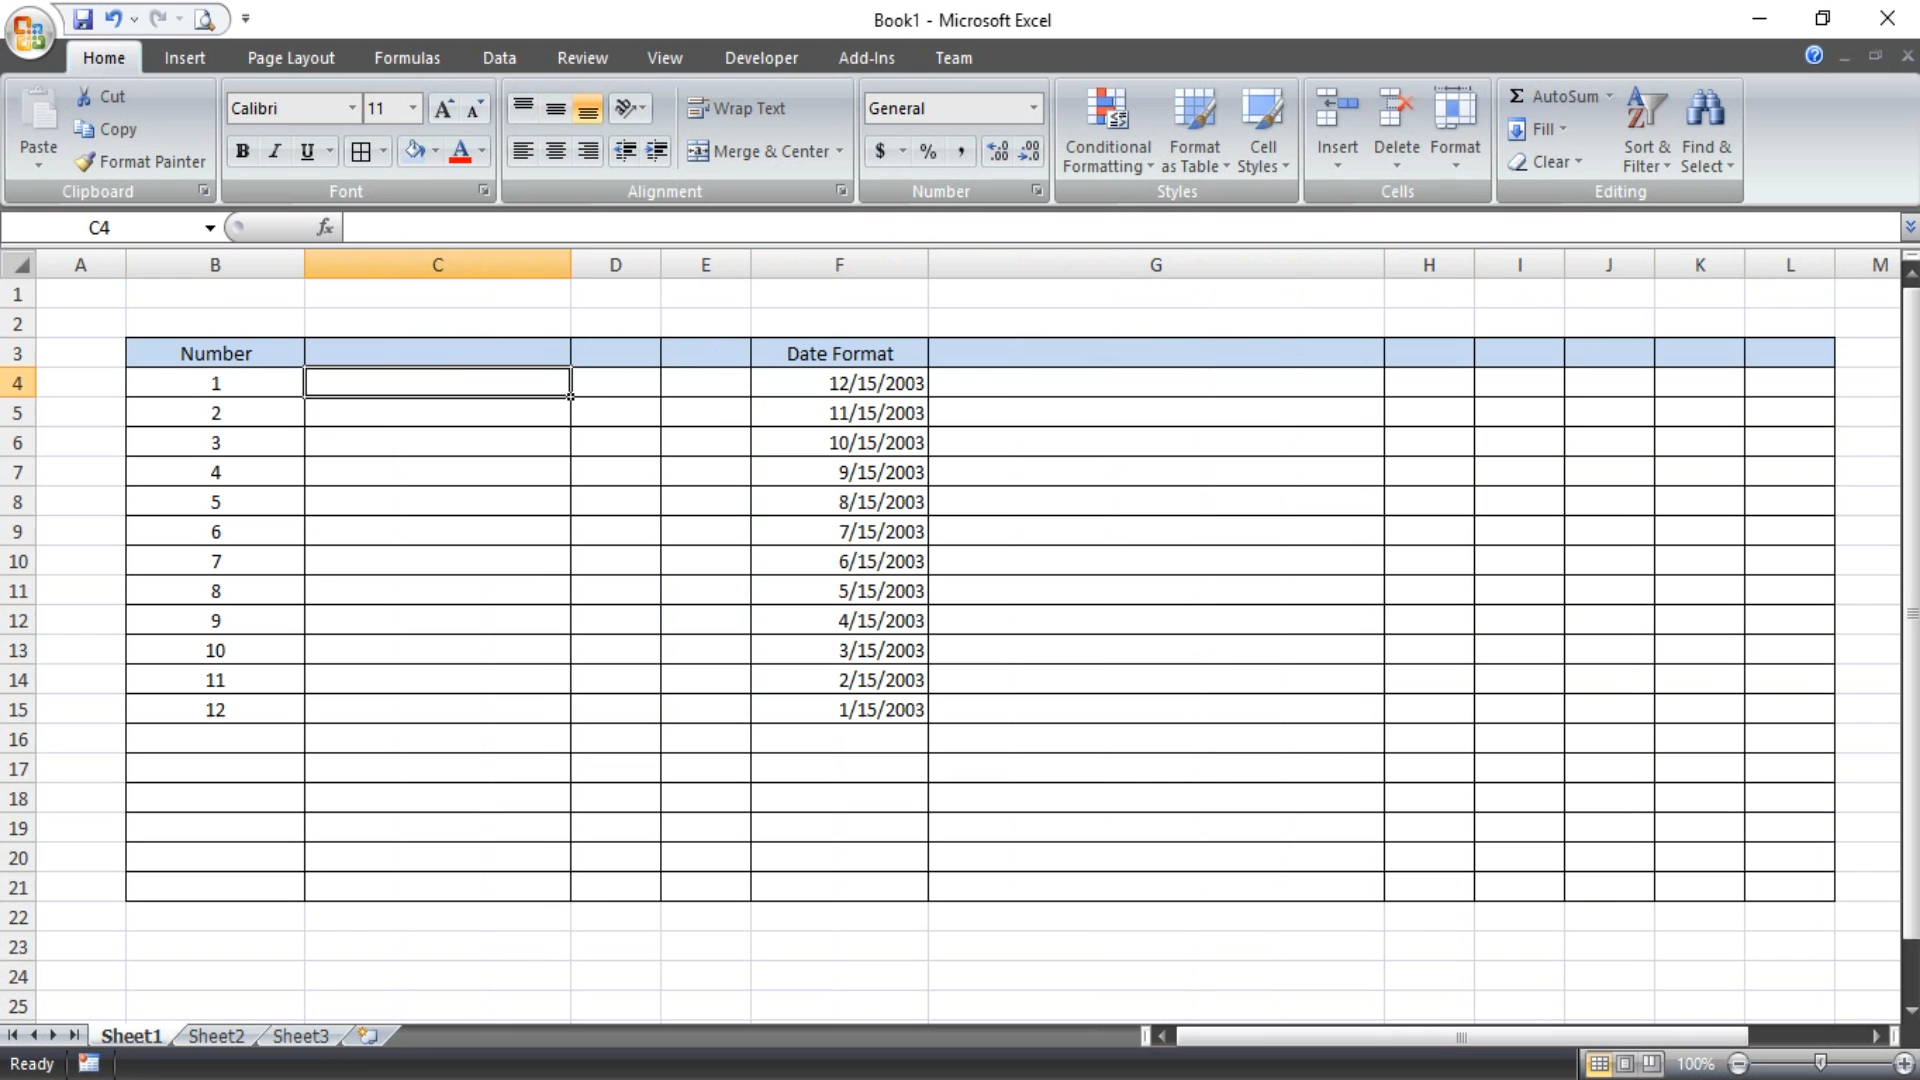 Book1 - Microsoft Excel
Home Insert Page Layout Formulas Data Review View Developer Add-Ins Team
Paste Cut Copy Format Painter
Clipboard
Calibri 11
B I U A
Font
Wrap Text
Merge & Center
Alignment
General
$ % ,
Number
Conditional Formatting Format as Table Cell Styles
Styles
Insert Delete Format
Cells
Σ AutoSum
Fill
Clear
Sort & Filter Find & Select
Editing
C4 fx
A B C D E F G H I J K L M
1
2
3 Number Date Format
4 1 12/15/2003
5 2 11/15/2003
6 3 10/15/2003
7 4 9/15/2003
8 5 8/15/2003
9 6 7/15/2003
10 7 6/15/2003
11 8 5/15/2003
12 9 4/15/2003
13 10 3/15/2003
14 11 2/15/2003
15 12 1/15/2003
16
17
18
19
20
21
22
23
24
25
Sheet1 Sheet2 Sheet3
Ready 100%